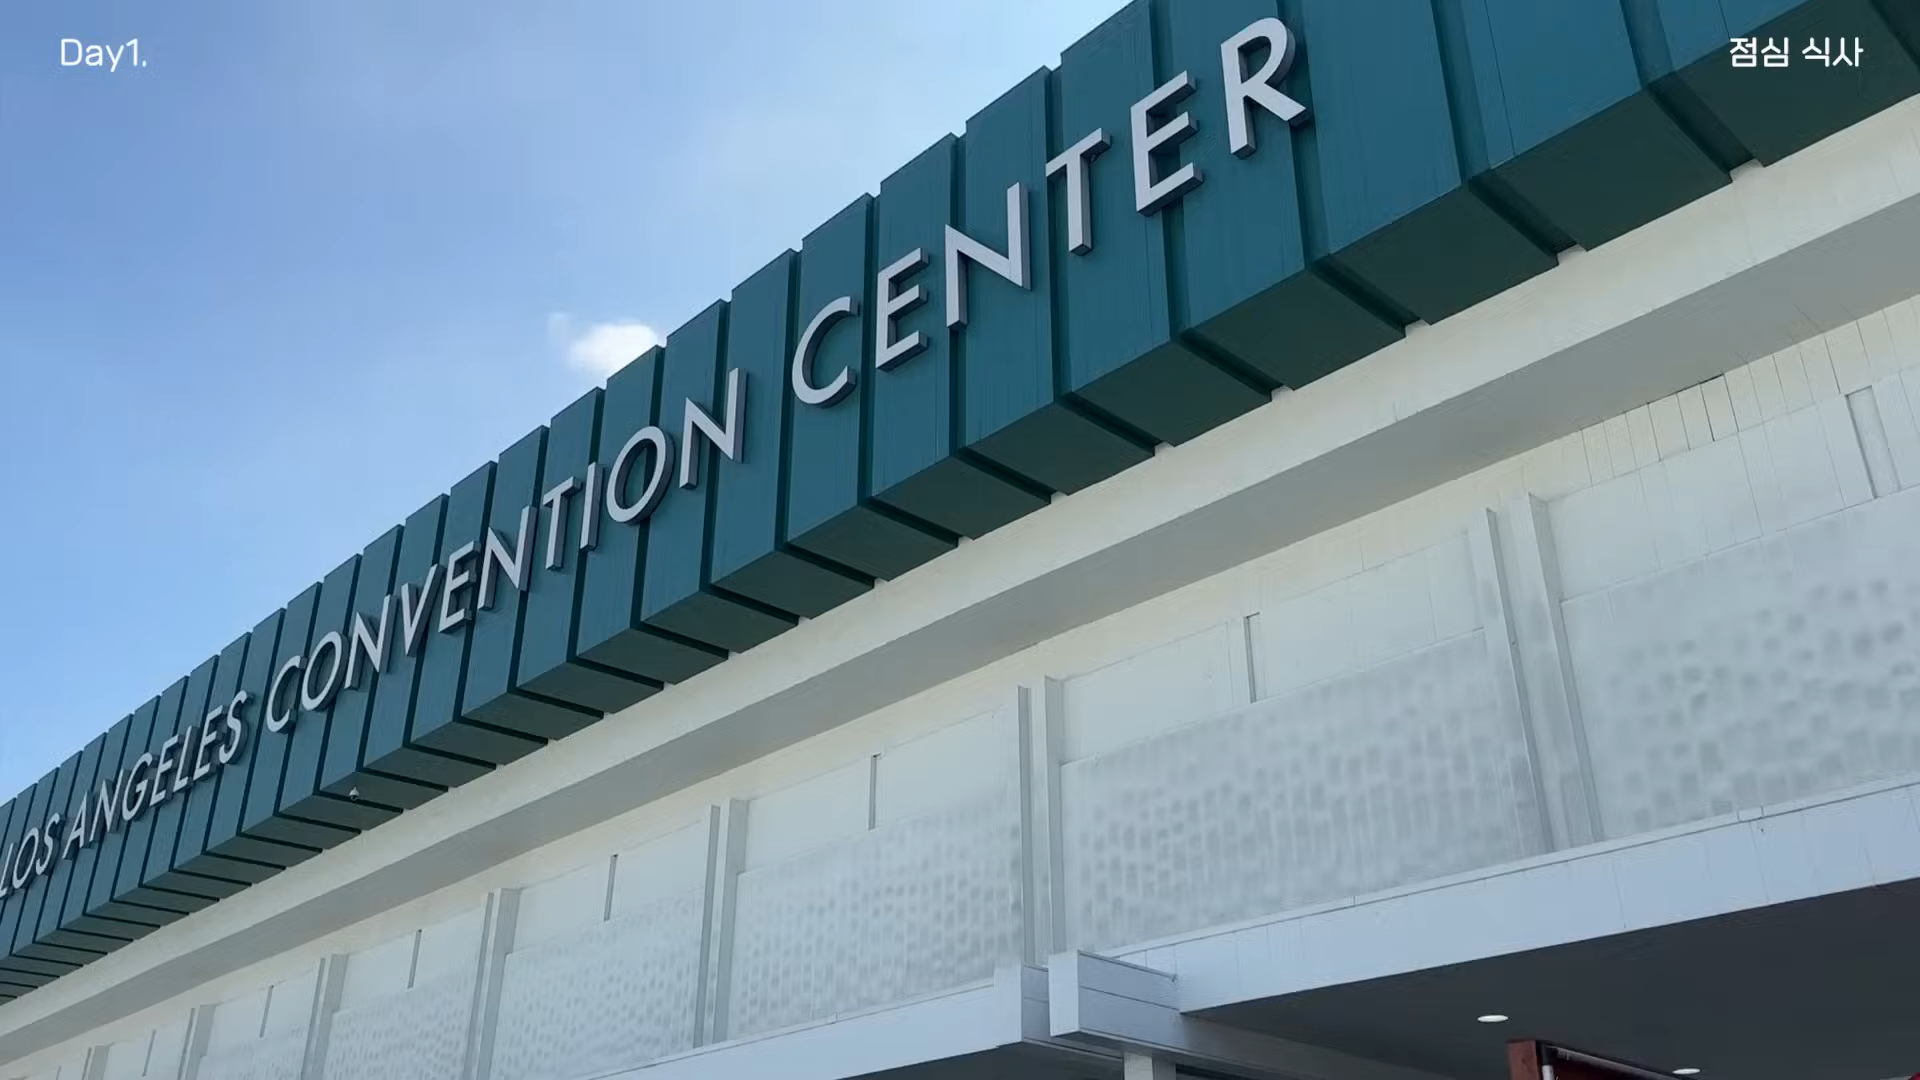 Day1.
점심 식사
LOS ANGELES CONVENTION CENTER